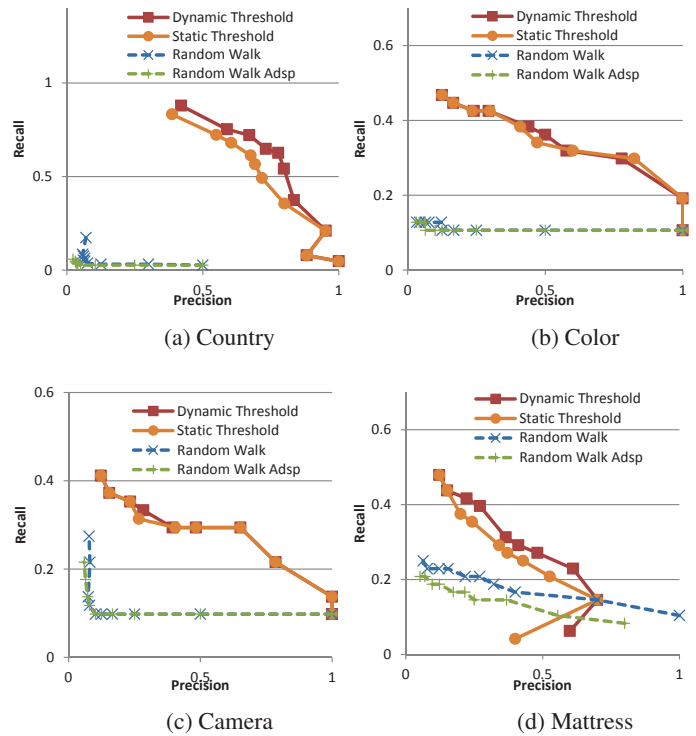 Dynamic Threshold
Static Threshold
Random Walk
Random Walk Adsp
1
0.5
0
Recall
0
0.5
1
Precision
(a) Country
Dynamic Threshold
Static Threshold
Random Walk
Random Walk Adsp
0.6
0.4
0.2
0
Recall
0
0.5
1
Precision
(b) Color
Dynamic Threshold
Static Threshold
Random Walk
Random Walk Adsp
0.6
0.4
0.2
0
Recall
0
0.5
1
Precision
(c) Camera
Dynamic Threshold
Static Threshold
Random Walk
Random Walk Adsp
0.6
0.4
0.2
0
Recall
0
0.5
1
Precision
(d) Mattress